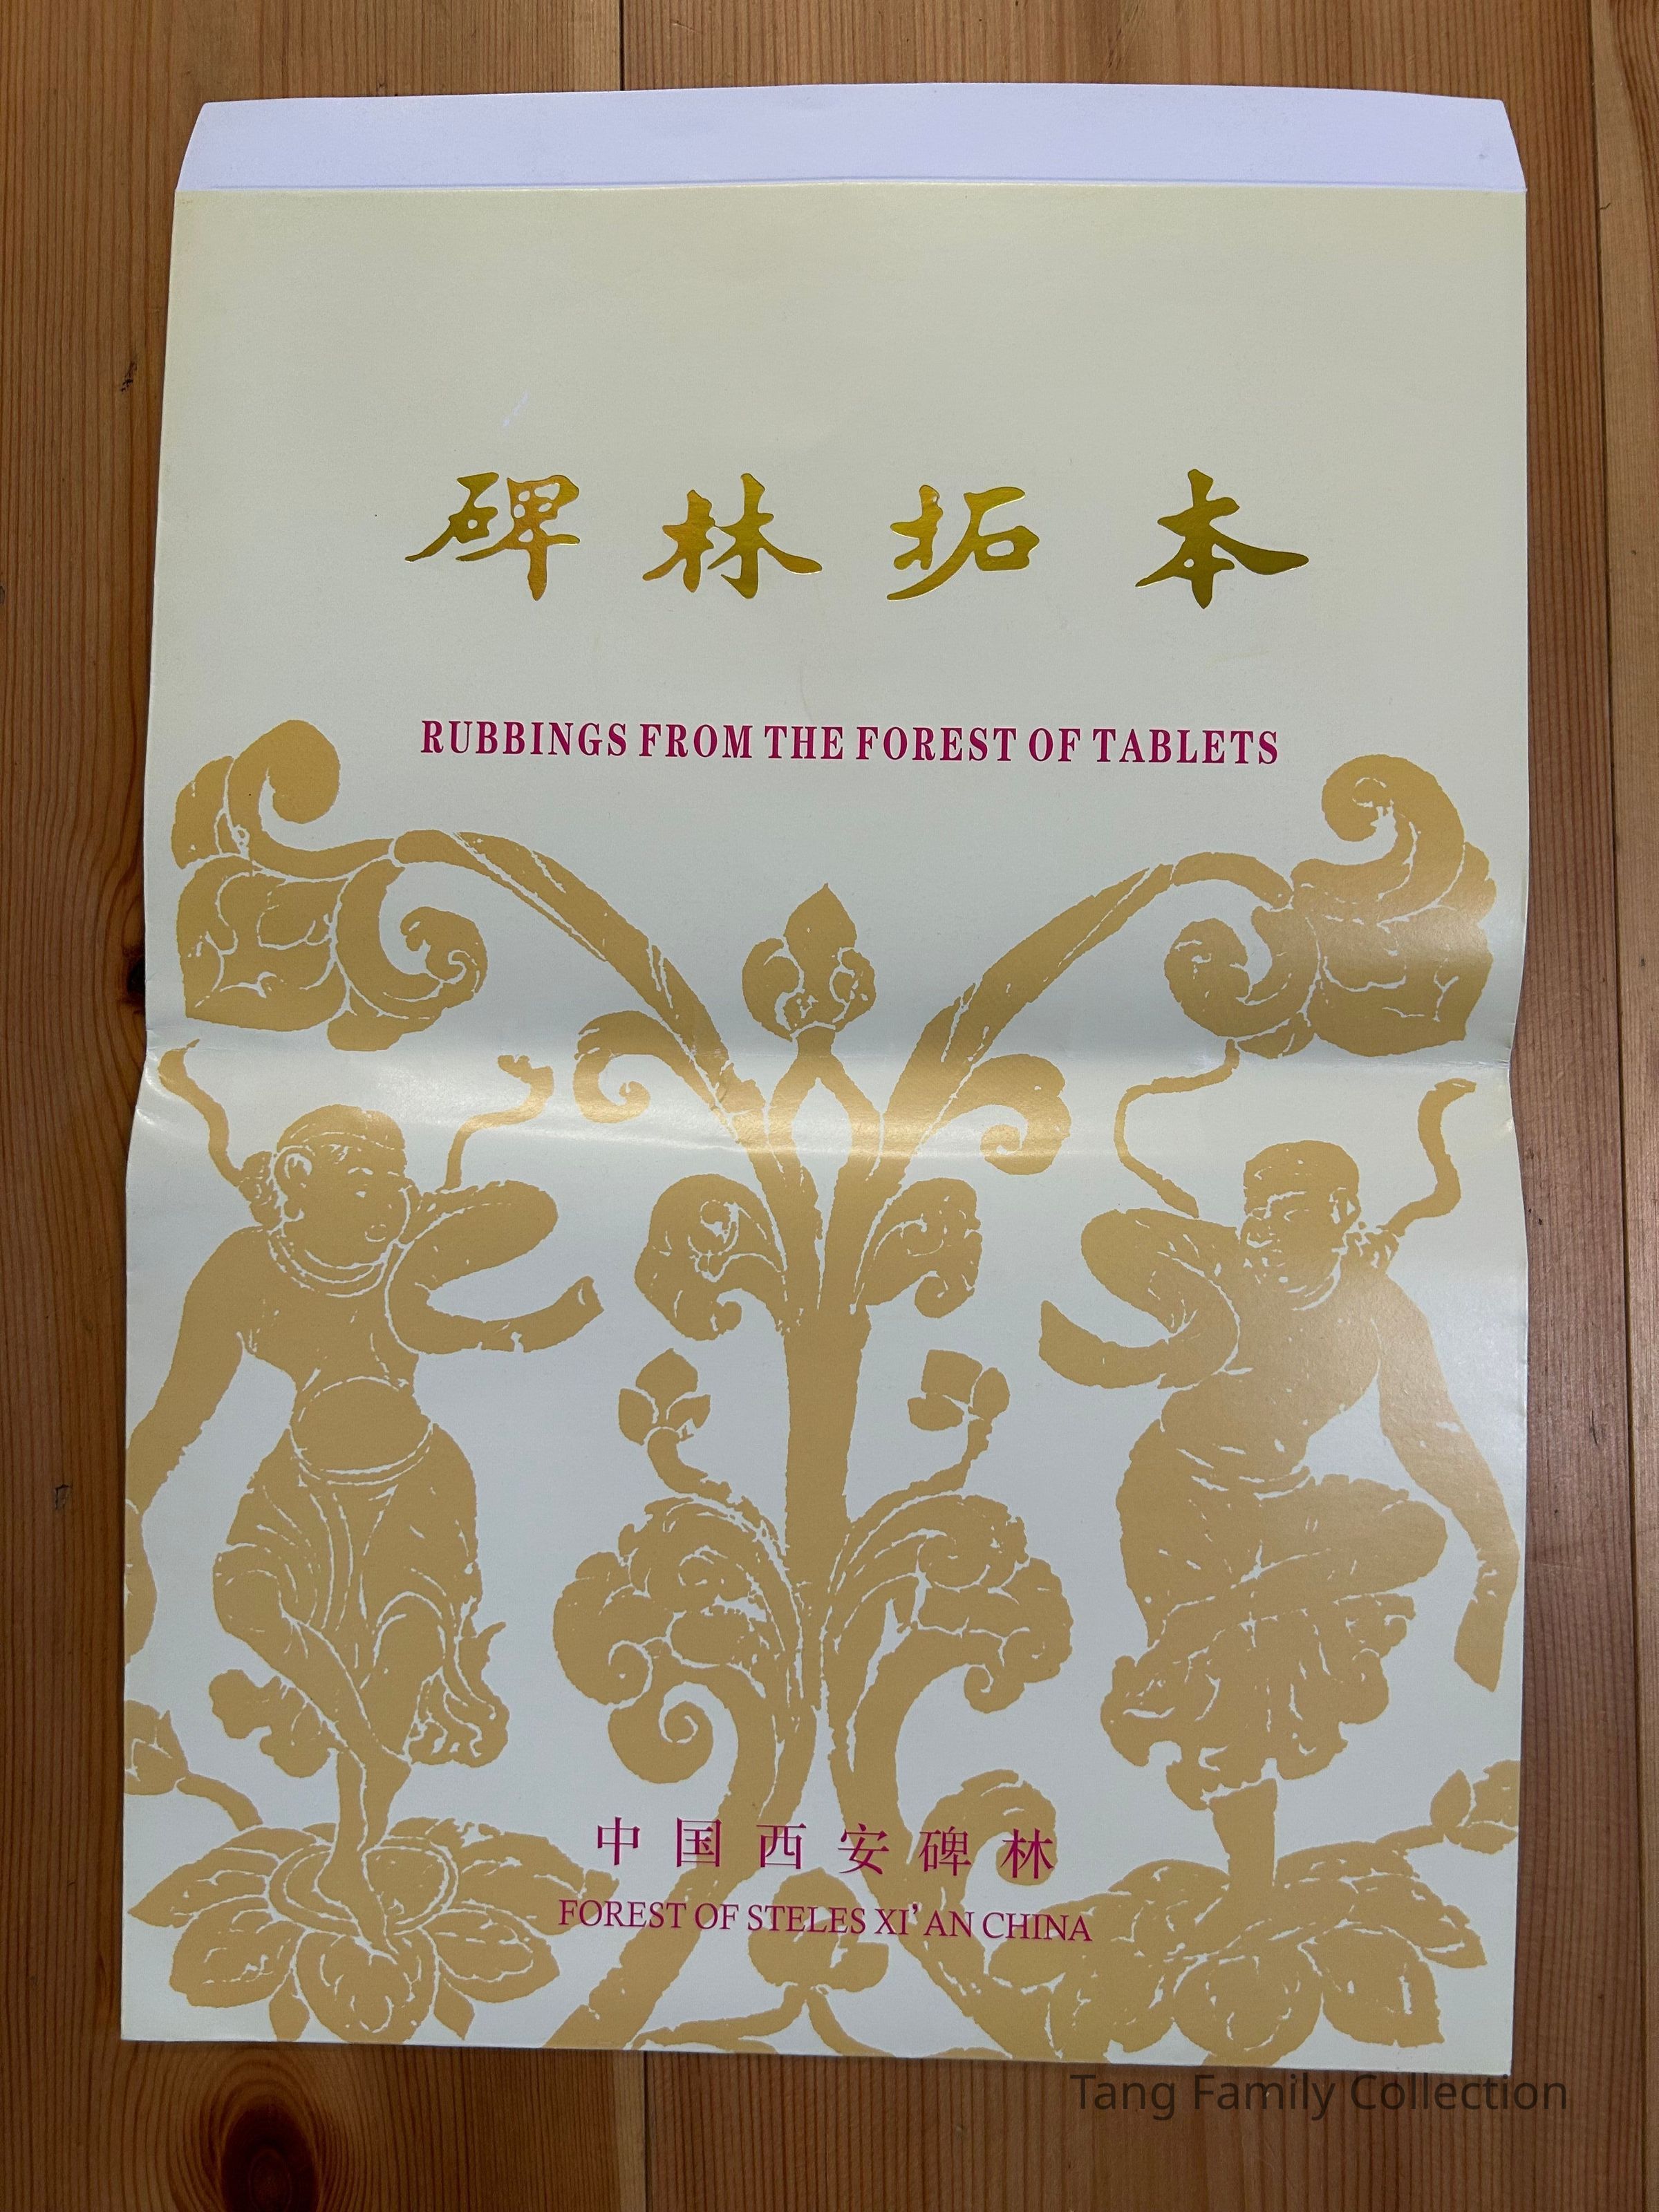 碑林拓本
RUBBINGS FROM THE FOREST OF TABLETS
中国西安碑林
FOREST OF STELES XI'AN CHINA
Tang Family Collection